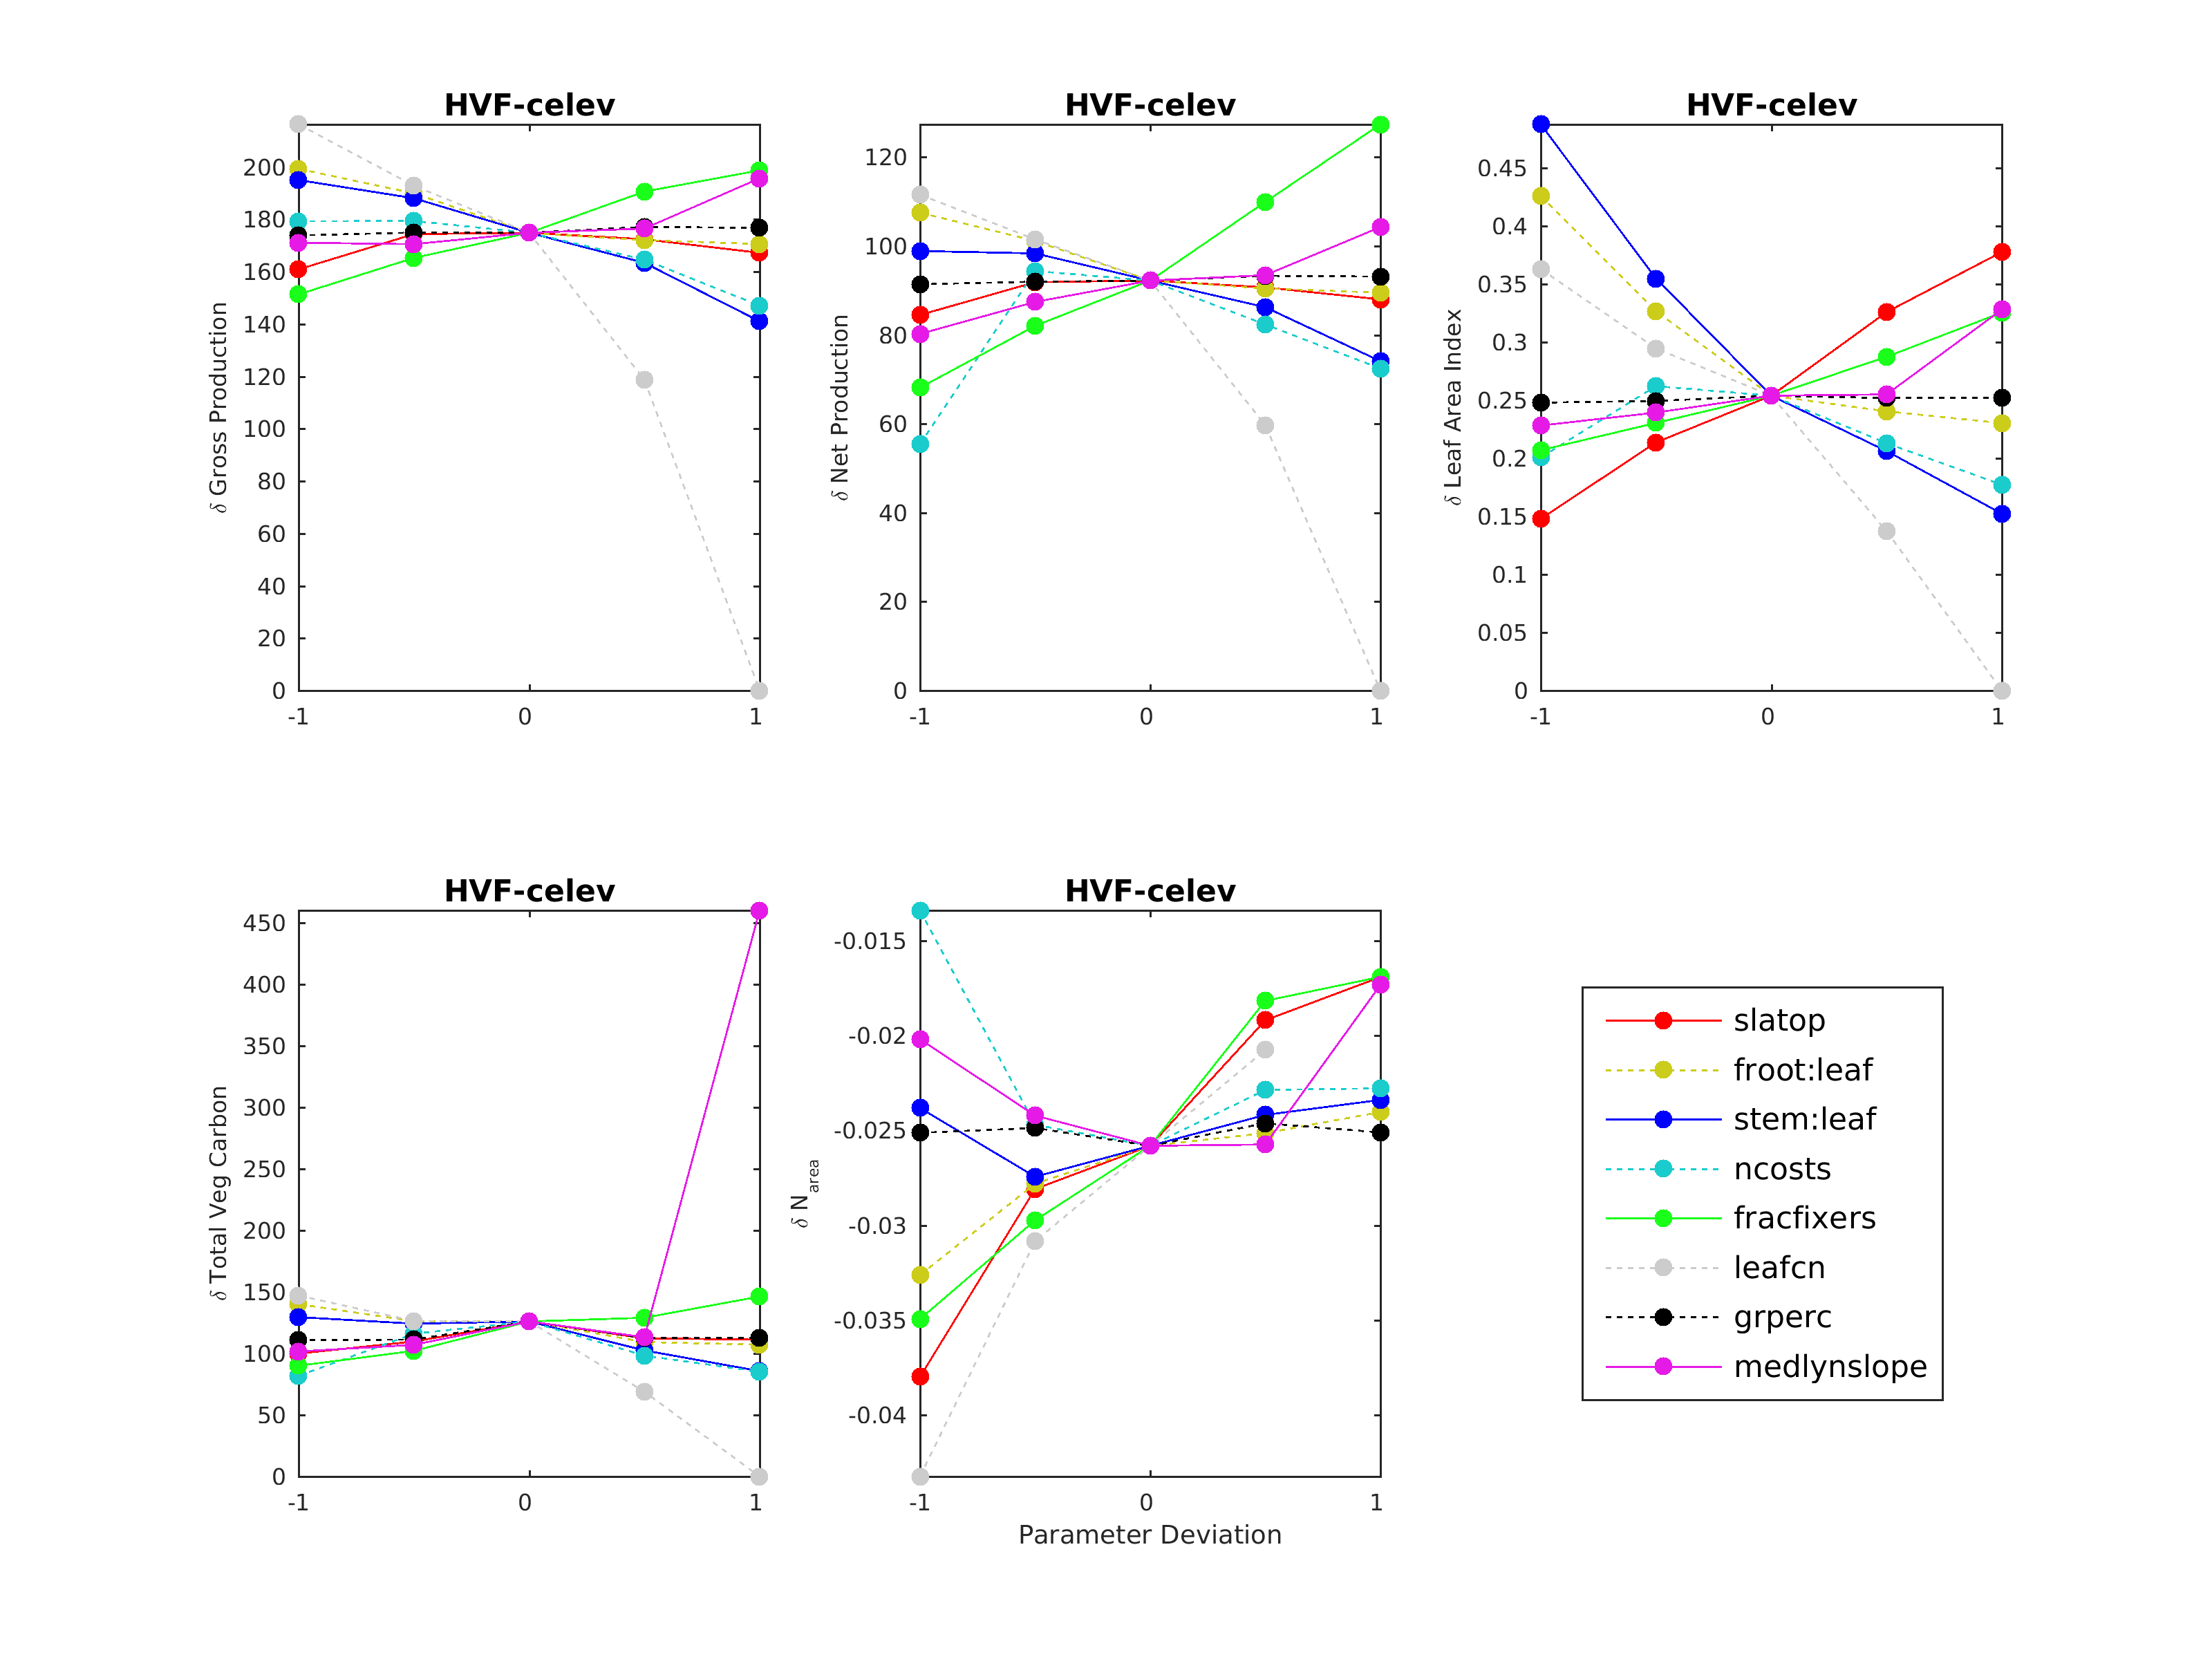 HVF-celev
HVF-celev
HVF-celev
δ Gross Production
200
180
160
140
120
100
80
60
40
20
0
-1 0 1
δ Net Production
120
100
80
60
40
20
0
-1 0 1
δ Leaf Area Index
0.45
0.4
0.35
0.3
0.25
0.2
0.15
0.1
0.05
0
-1 0 1
HVF-celev
HVF-celev
δ Total Veg Carbon
450
400
350
300
250
200
150
100
50
0
-1 0 1
δ N_area
-0.015
-0.02
-0.025
-0.03
-0.035
-0.04
-1 0 1
Parameter Deviation
slatop
froot:leaf
stem:leaf
ncosts
fracfixers
leafcn
grperc
medlynslope